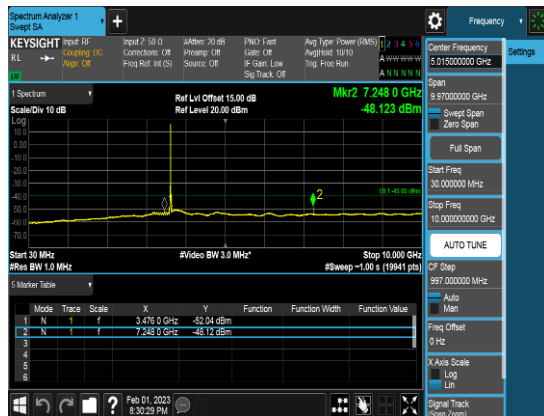 Spectrum Analyzer 1
Swept SA
+
Frequency
KEYSIGHT
RL
Input: RF
Coupling: DC
Align: Off
Input Z: 50 Ω
Corrections: Off
Freq Ref: Int (S)
#Atten: 20 dB
Preamp: Off
Source: Off
PNO: Fast
Gate: Off
IF Gain: Low
Sig Track: Off
Avg Type: Power (RMS)
Avg|Hold: 10/10
Trig: Free Run
1 2 3 4 5 6
A W W W W W
A N N N N N
LXI
1 Spectrum
Scale/Div 10 dB
Ref Lvl Offset 15.00 dB
Ref Level 20.00 dBm
Mkr2 7.248 0 GHz
-48.123 dBm
Log
10.0
0.00
-10.0
-20.0
-30.0
-40.0
-50.0
-60.0
-70.0
DL1 -40.00 dBm
2
Start 30 MHz
#Res BW 1.0 MHz
#Video BW 3.0 MHz*
Stop 10.000 GHz
#Sweep ~1.00 s (19941 pts)
5 Marker Table
Mode Trace Scale X Y Function Function Width Function Value
1 N 1 f 3.476 0 GHz -52.04 dBm
2 N 1 f 7.248 0 GHz -48.12 dBm
3
4
5
6
?
Feb 01, 2023
8:30:29 PM
Center Frequency
5.015000000 GHz
Settings
Span
9.97000000 GHz
Swept Span
Zero Span
Full Span
Start Freq
30.000000 MHz
Stop Freq
10.000000000 GHz
AUTO TUNE
CF Step
997.000000 MHz
Auto
Man
Freq Offset
0 Hz
X Axis Scale
Log
Lin
Signal Track
(Span Zoom)